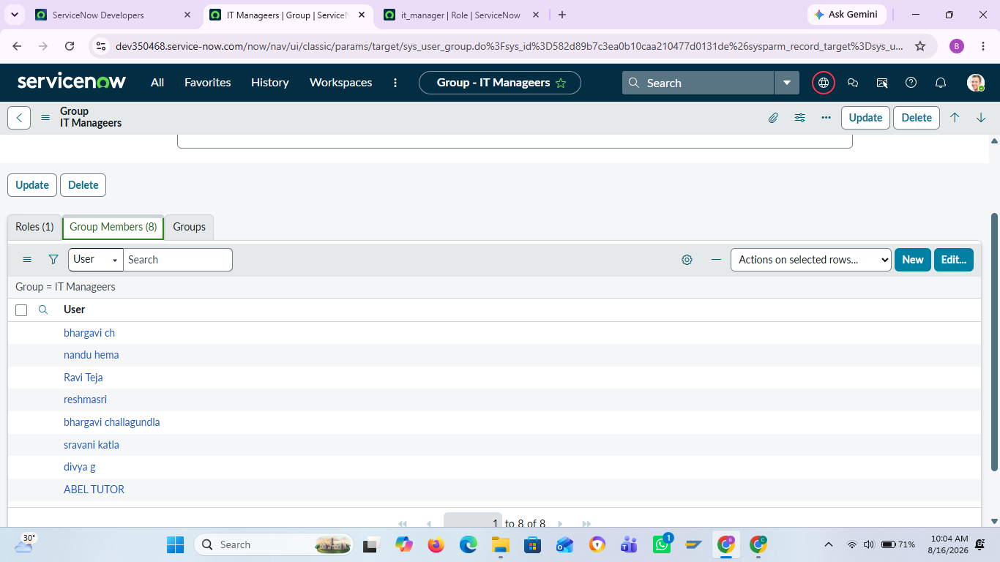 ServiceNow Developers
IT Manageers | Group | ServiceN
it_manager | Role | ServiceNow
Ask Gemini
dev350468.service-now.com/now/nav/ui/classic/params/target/sys_user_group.do%3Fsys_id%3D582d89b7c3ea0b10caa210477d0131de%26sysparm_record_target%3Dsys_u...
B
servicenow All Favorites History Workspaces Group - IT Manageers Search
Group
IT Manageers
Update Delete
Update Delete
Roles (1) Group Members (8) Groups
User Search Actions on selected rows... New Edit...
Group = IT Manageers
User
bhargavi ch
nandu hema
Ravi Teja
reshmasri
bhargavi challagundla
sravani katla
divya g
ABEL TUTOR
1 to 8 of 8
30°
Search
1
71%
10:04 AM
8/16/2026